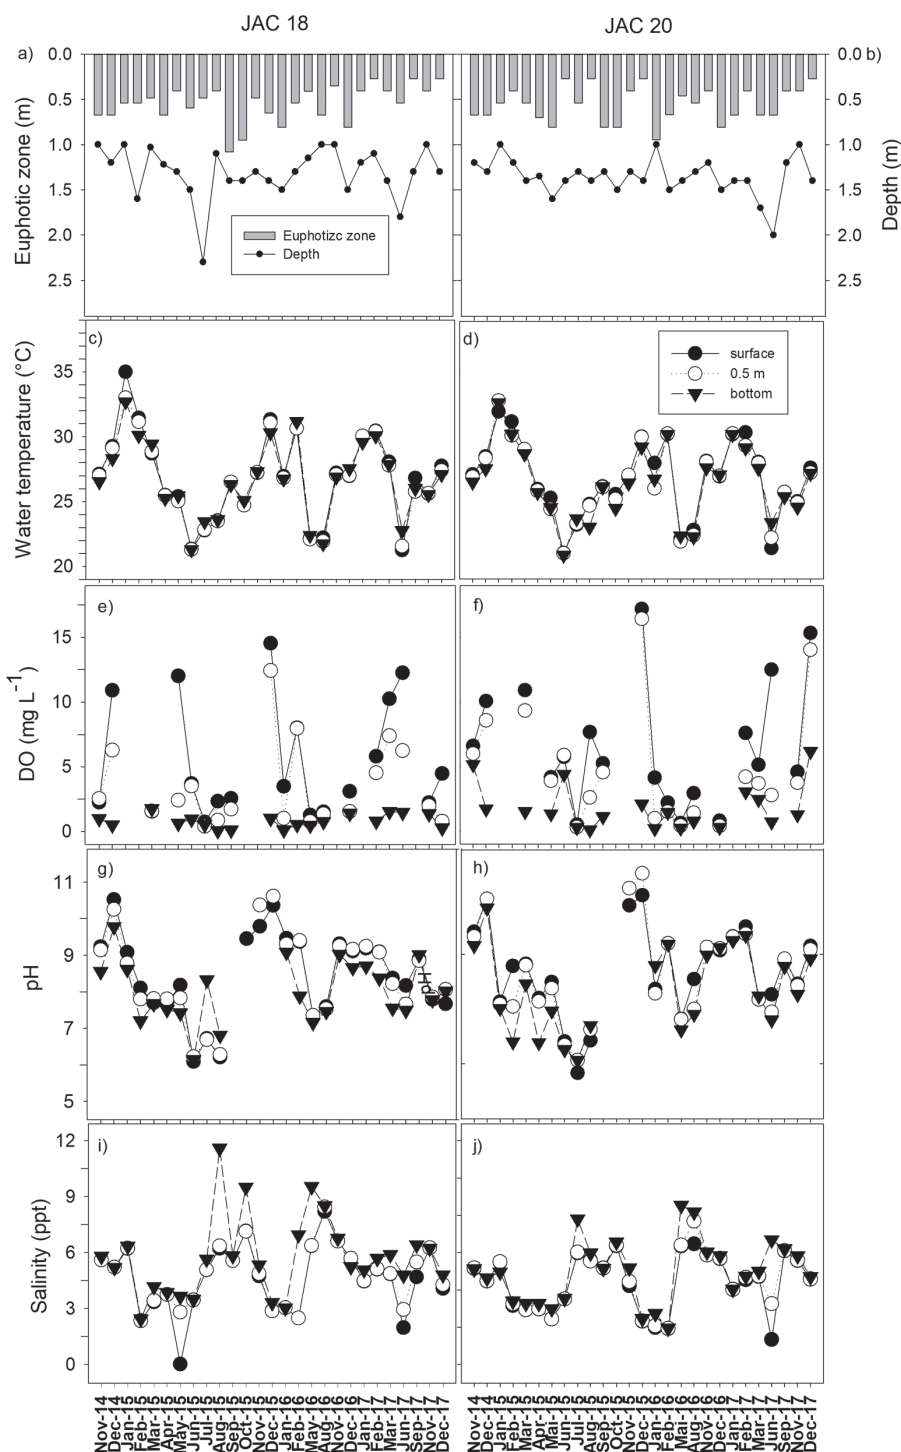 JAC 18
JAC 20
a)
b)
Euphotic zone (m)
0.0
0.5
1.0
1.5
2.0
2.5
Euphotizc zone
Depth
0.0
0.5
1.0
1.5
2.0
2.5
Depth (m)
c)
d)
Water temperature (°C)
35
30
25
20
surface
0.5 m
bottom
e)
f)
DO (mg L-1)
15
10
5
0
g)
h)
pH
11
9
7
5
pH
i)
j)
Salinity (ppt)
12
9
6
3
0
Nov-14
Dec-14
Jan-15
Feb-15
Mar-15
Apr-15
May-15
Jun-15
Jul-15
Aug-15
Sep-15
Oct-15
Nov-15
Dec-15
Jan-16
Feb-16
May-16
Aug-16
Nov-16
Dec-16
Jan-17
Feb-17
Mar-17
Jun-17
Sep-17
Nov-17
Dec-17
Nov-14
Dec-14
Jan-15
Feb-15
Mar-15
Apr-15
Mai-15
Jun-15
Jul-15
Aug-15
Sep-15
Oct-15
Nov-15
Dec-15
Jan-16
Feb-16
Mai-16
Aug-16
Nov-16
Dec-16
Jan-17
Feb-17
Mar-17
Jun-17
Sep-17
Nov-17
Dec-17